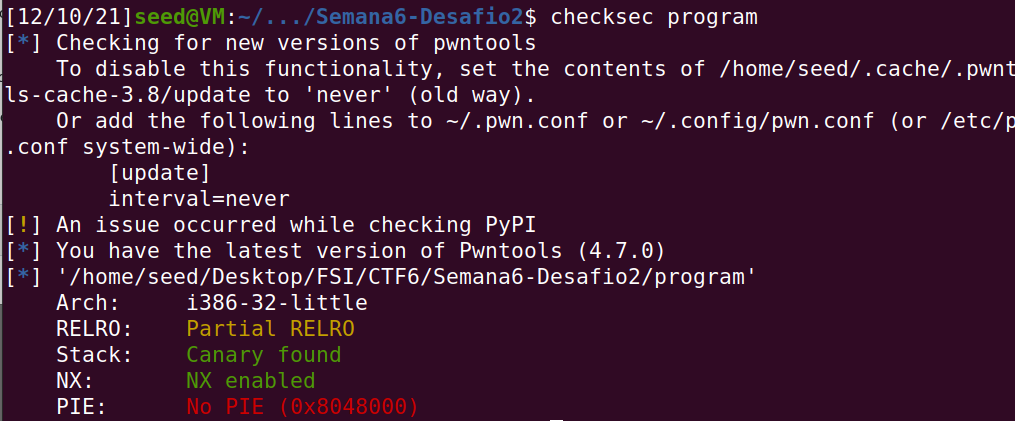 [12/10/21]seed@VM:~/.../Semana6-Desafio2$ checksec program
[*] Checking for new versions of pwntools
    To disable this functionality, set the contents of /home/seed/.cache/.pwnt
ls-cache-3.8/update to 'never' (old way).
    Or add the following lines to ~/.pwn.conf or ~/.config/pwn.conf (or /etc/p
.conf system-wide):
        [update]
        interval=never
[!] An issue occurred while checking PyPI
[*] You have the latest version of Pwntools (4.7.0)
[*] '/home/seed/Desktop/FSI/CTF6/Semana6-Desafio2/program'
    Arch:     i386-32-little
    RELRO:    Partial RELRO
    Stack:    Canary found
    NX:       NX enabled
    PIE:      No PIE (0x8048000)